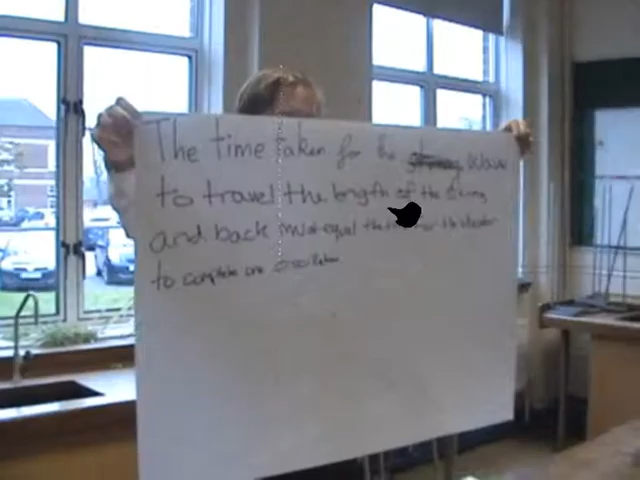 The time taken for the wave
to travel the length of the string
and back must equal the time for the vibrator
to complete one oscillation